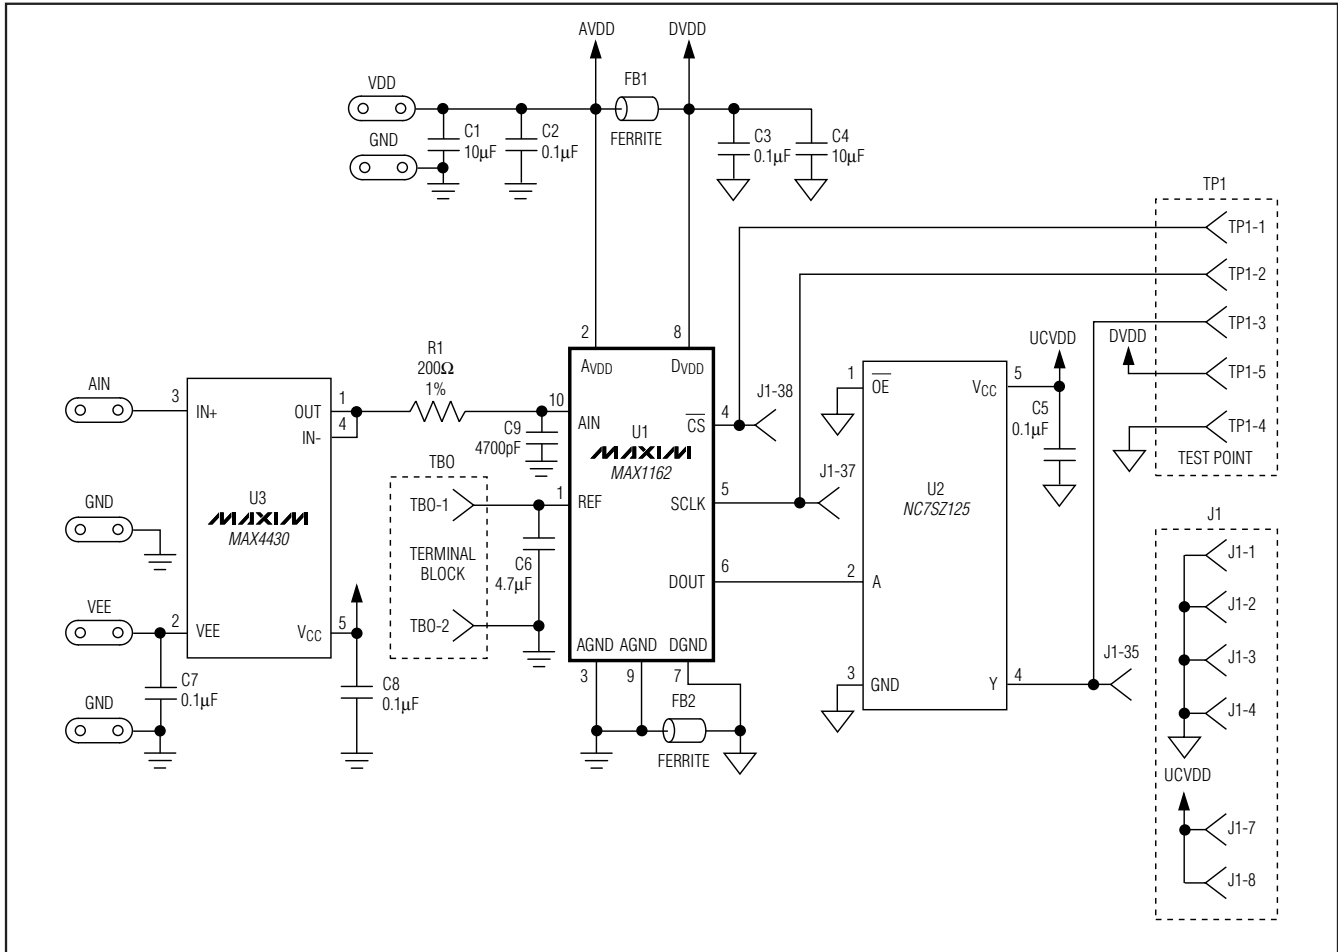 AVDD
DVDD
VDD
FB1
FERRITE
GND
C1
10µF
C2
0.1µF
C3
0.1µF
C4
10µF
TP1
TP1-1
TP1-2
TP1-3
DVDD
TP1-5
TP1-4
TEST POINT
2
8
AVDD
DVDD
R1
200Ω
1%
AIN
3
IN+
OUT
1
IN-
4
U3
MAXIM
MAX4430
GND
VEE
2
VEE
VCC
5
C7
0.1µF
C8
0.1µF
GND
10
AIN
C9
4700pF
U1
MAXIM
MAX1162
CS
4
J1-38
TB0
TB0-1
TERMINAL
BLOCK
TB0-2
1
REF
C6
4.7µF
SCLK
5
J1-37
DOUT
6
AGND
AGND
DGND
3
9
7
FB2
FERRITE
1
OE
VCC
5
UCVDD
C5
0.1µF
U2
NC7SZ125
2
A
3
GND
Y
4
J1-35
J1
J1-1
J1-2
J1-3
J1-4
UCVDD
J1-7
J1-8